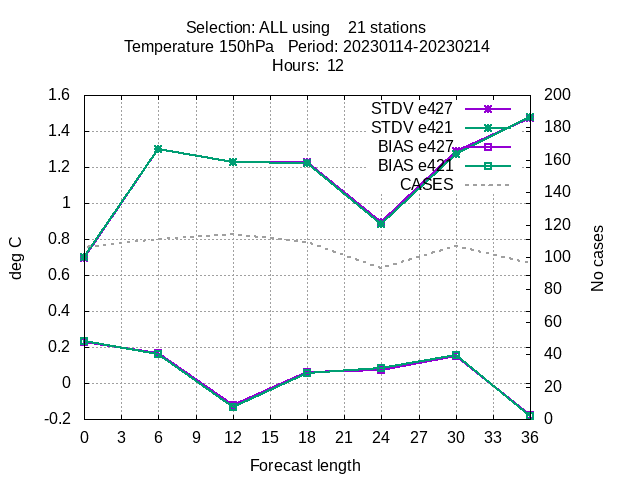 Selection: ALL using 21 stations
Temperature 150hPa Period: 20230114-20230214
Hours: 12
1.6
1.4
1.2
1
0.8
0.6
0.4
0.2
0
-0.2
deg C
STDV e427
STDV e421
BIAS e427
BIAS e421
CASES
200
180
160
140
120
100
80
60
40
20
0
No cases
0 3 6 9 12 15 18 21 24 27 30 33 36
Forecast length